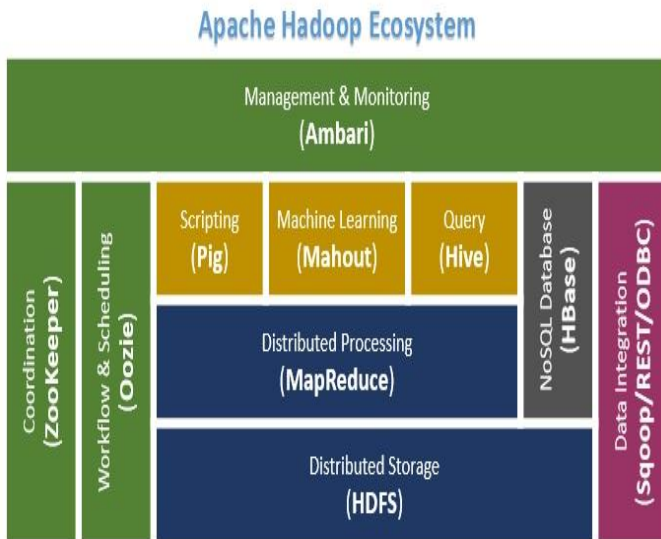 Apache Hadoop Ecosystem
Management & Monitoring
(Ambari)
Coordination
(ZooKeeper)
Workflow & Scheduling
(Oozie)
Scripting
(Pig)
Machine Learning
(Mahout)
Query
(Hive)
NoSQL Database
(HBase)
Data Integration
(Sqoop/REST/ODBC)
Distributed Processing
(MapReduce)
Distributed Storage
(HDFS)